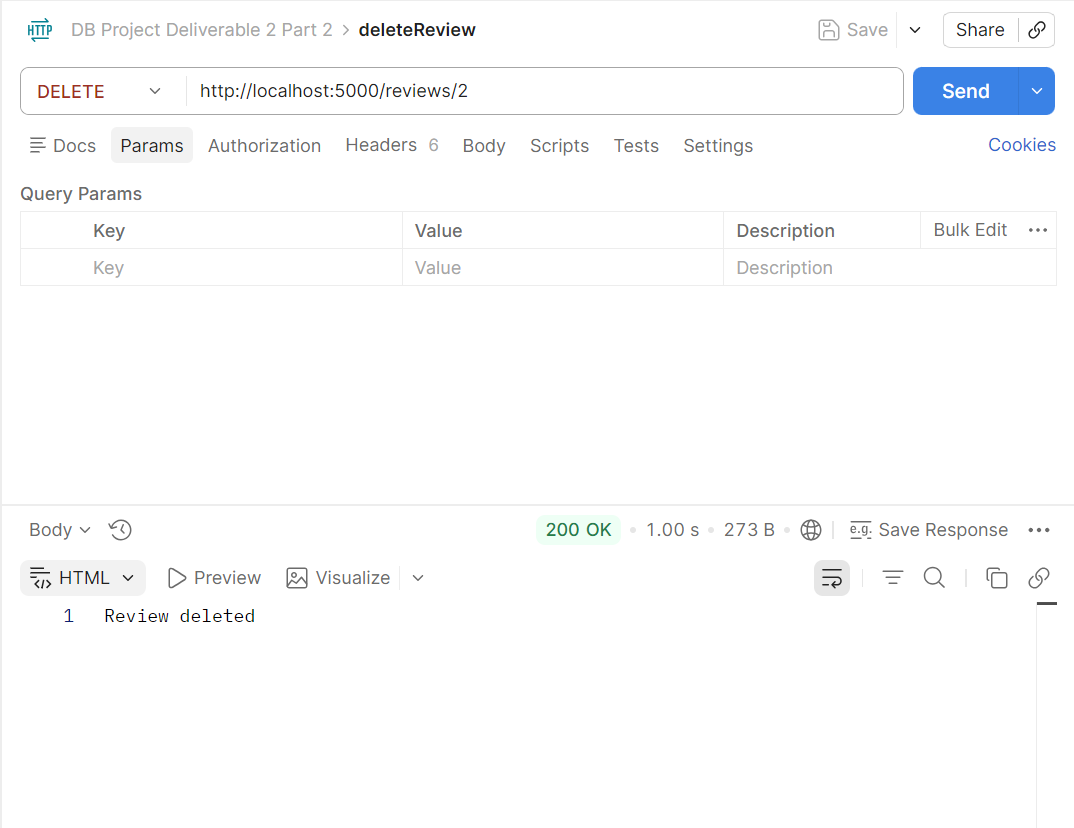 HTTP DB Project Deliverable 2 Part 2 > deleteReview Save Share
DELETE http://localhost:5000/reviews/2 Send
Docs Params Authorization Headers 6 Body Scripts Tests Settings Cookies
Query Params
Key Value Description Bulk Edit
Key Value Description
Body 200 OK • 1.00 s • 273 B • e.g. Save Response
HTML Preview Visualize
1 Review deleted